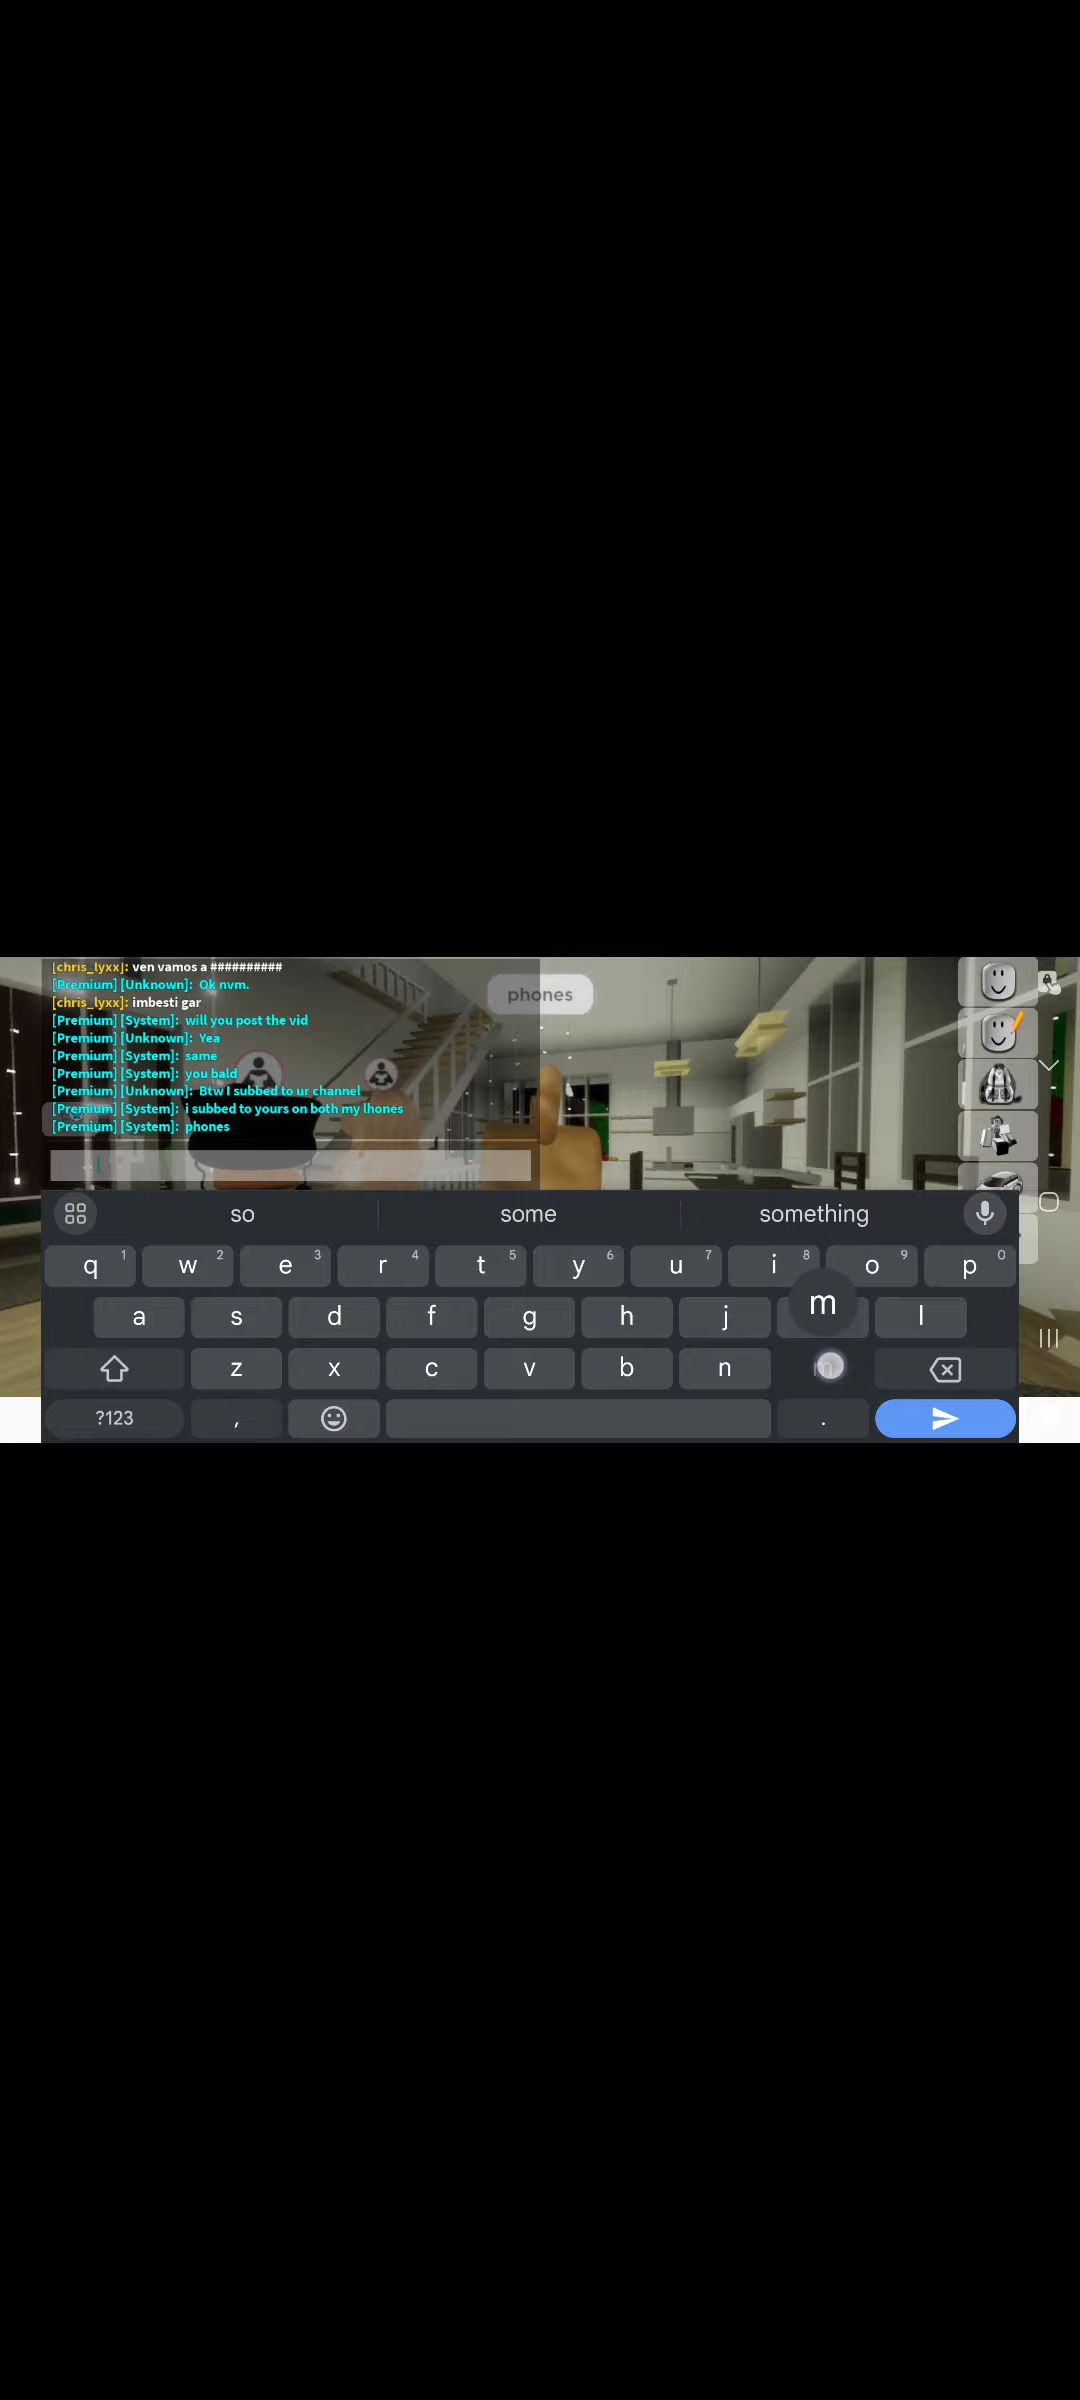 [chris_lyxx]: ven vamos a ##########
[Premium] [Unknown]: Ok nvm.
[chris_lyxx]: imbesti gar
[Premium] [System]: will you post the vid
[Premium] [Unknown]: Yea
[Premium] [System]: same
[Premium] [System]: you bald
[Premium] [Unknown]: Btw I subbed to ur channel
[Premium] [System]: i subbed to yours on both my lhones
[Premium] [System]: phones
phones
so some something
q 1 w 2 e 3 r 4 t 5 y 6 u 7 i 8 o 9 p 0
a s d f g h j m l
z x c v b n m
?123 , .